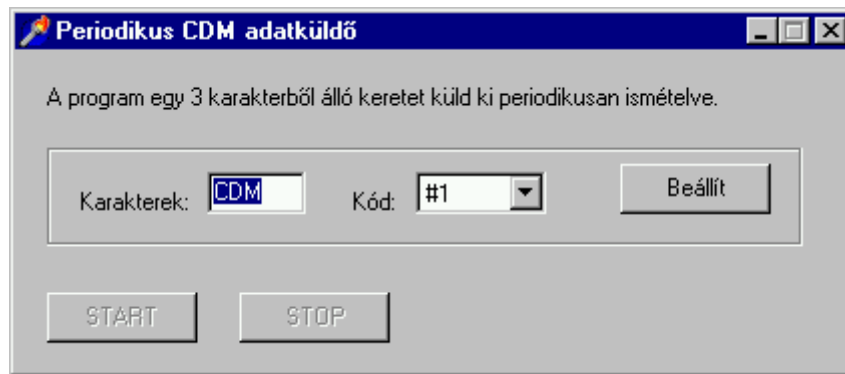 Periodikus CDM adatküldő
A program egy 3 karakterből álló keretet küld ki periodikusan ismételve.
Karakterek: CDM Kód: #1 Beállít
START STOP